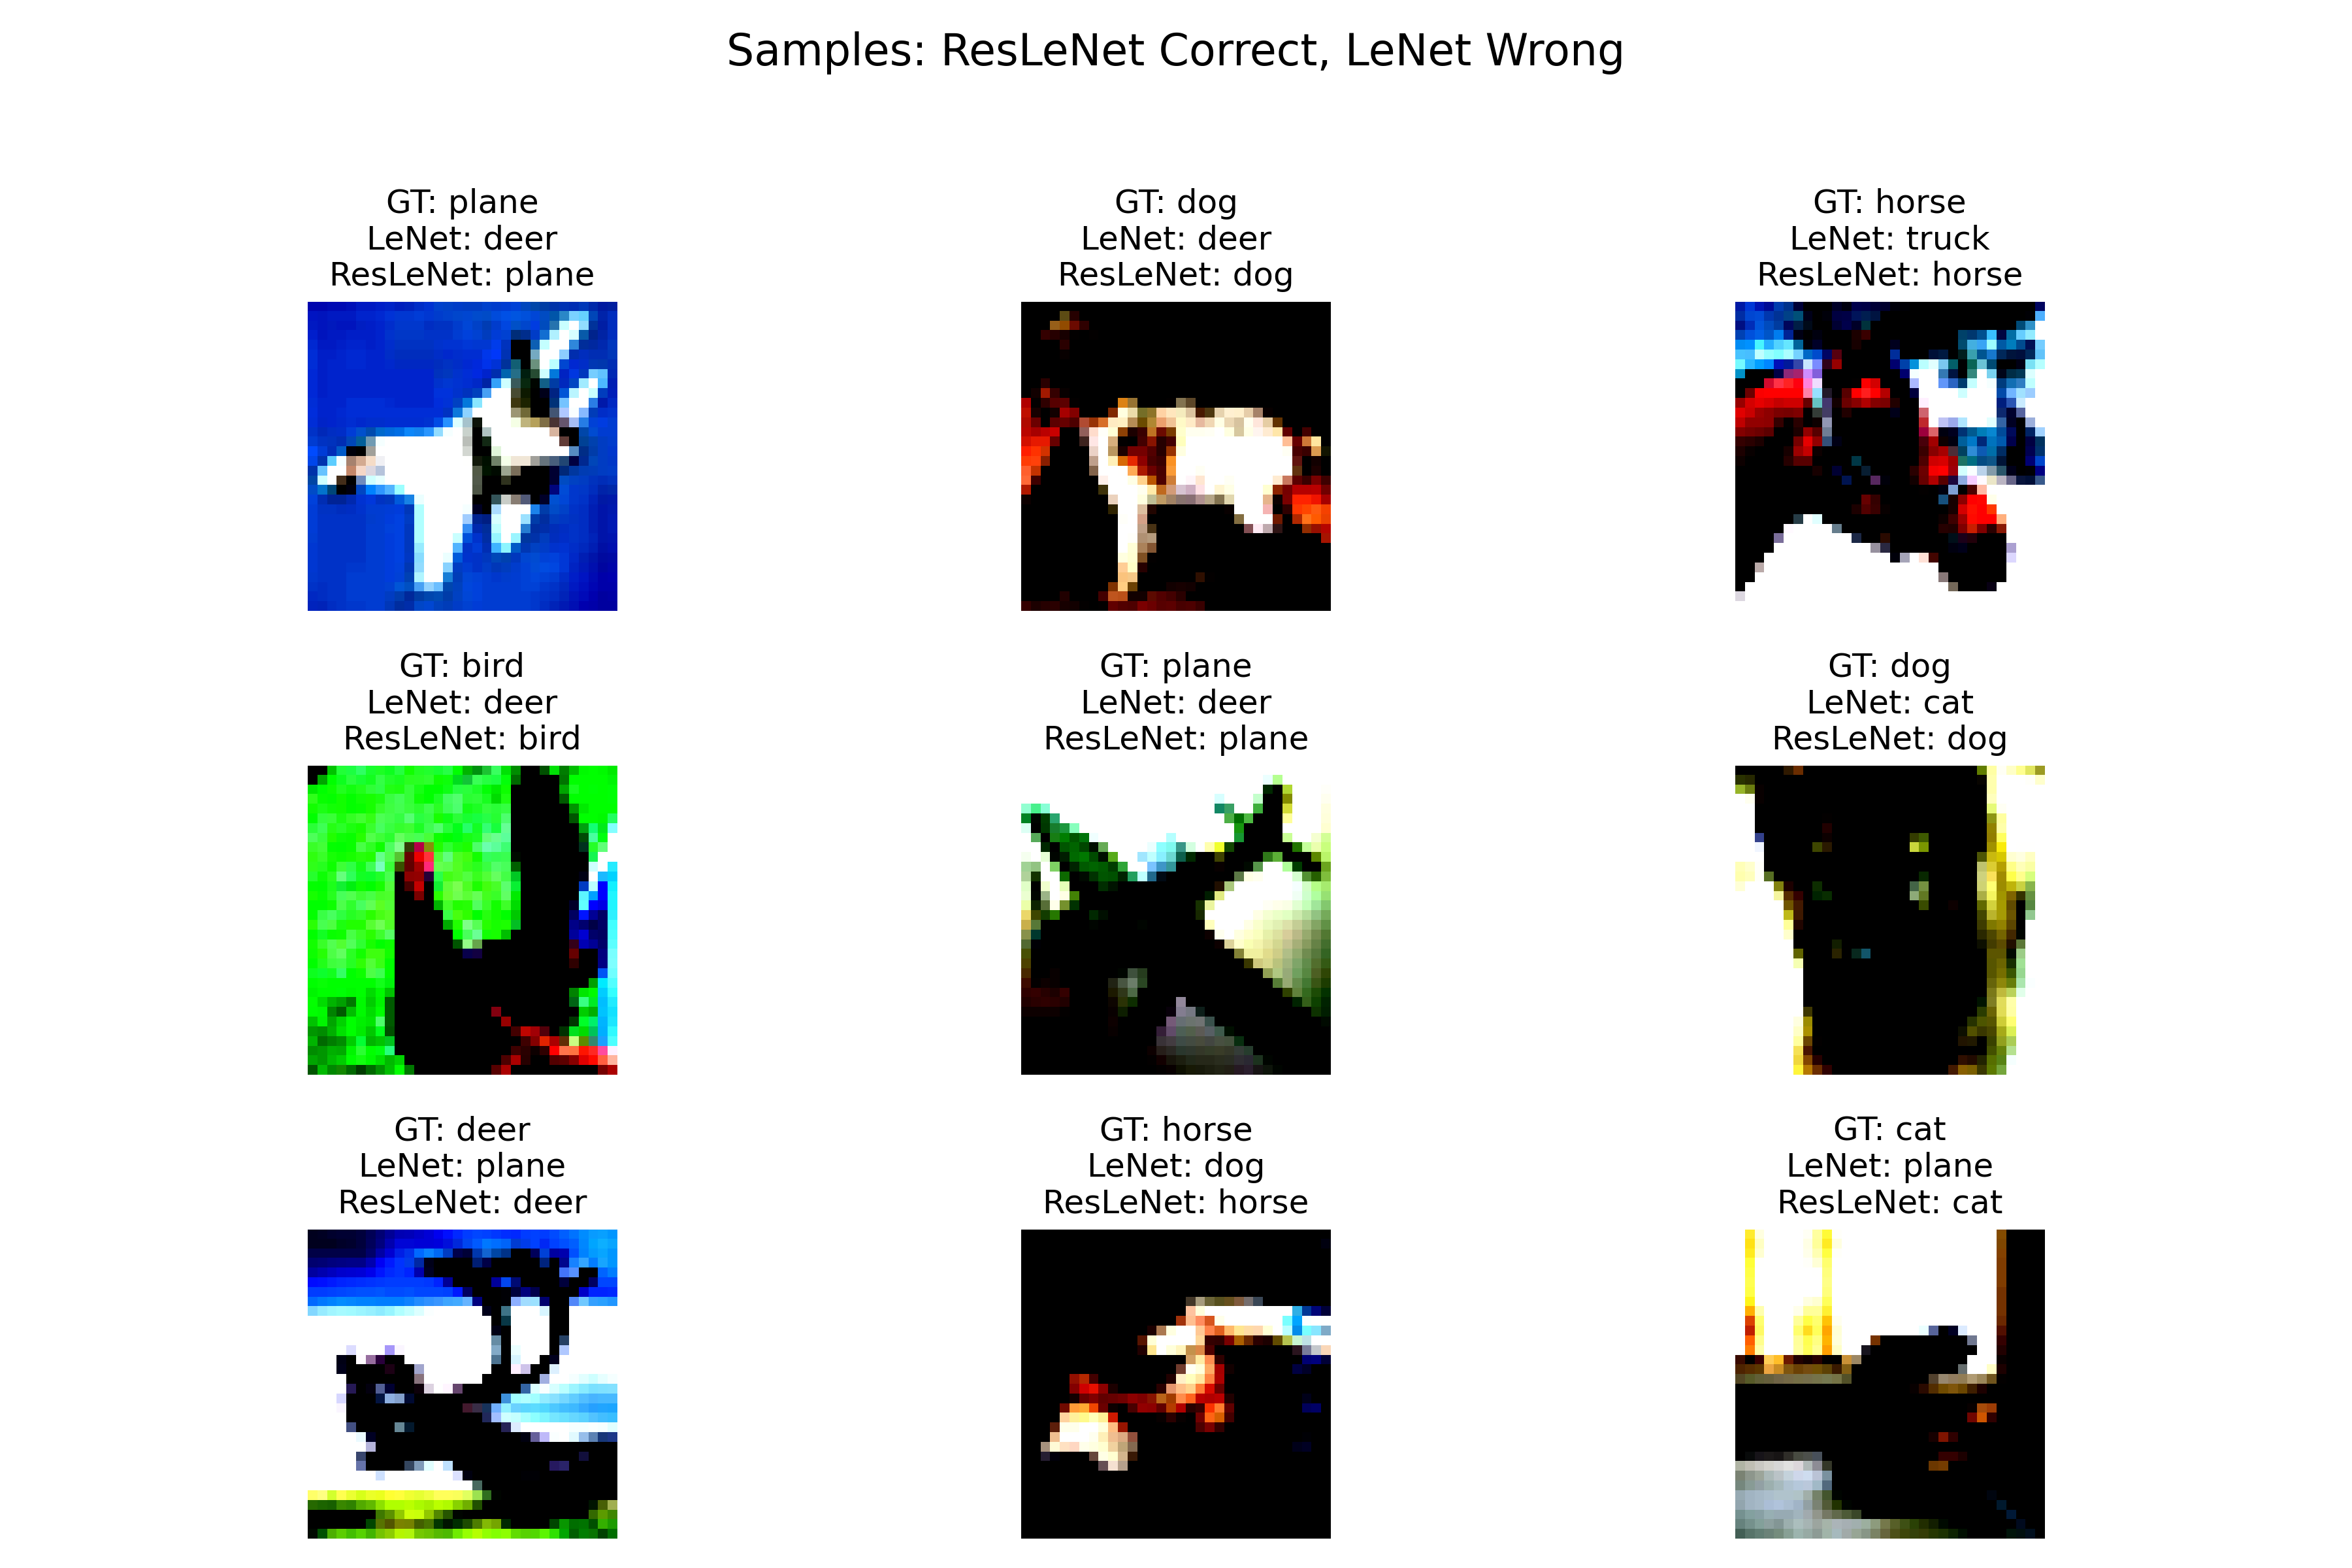 Samples: ResLeNet Correct, LeNet Wrong
GT: plane
LeNet: deer
ResLeNet: plane
GT: dog
LeNet: deer
ResLeNet: dog
GT: horse
LeNet: truck
ResLeNet: horse
GT: bird
LeNet: deer
ResLeNet: bird
GT: plane
LeNet: deer
ResLeNet: plane
GT: dog
LeNet: cat
ResLeNet: dog
GT: deer
LeNet: plane
ResLeNet: deer
GT: horse
LeNet: dog
ResLeNet: horse
GT: cat
LeNet: plane
ResLeNet: cat